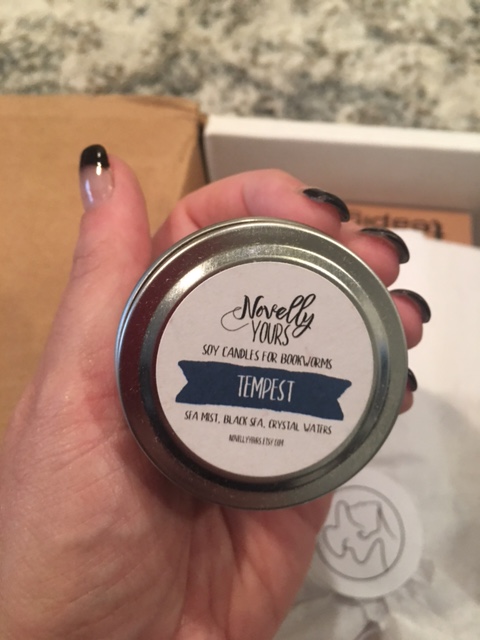 Novelly
YOURS
SOY CANDLES FOR BOOKWORMS
TEMPEST
SEA MIST, BLACK SEA, CRYSTAL WATERS
NOVELLYYOURS.ETSY.COM